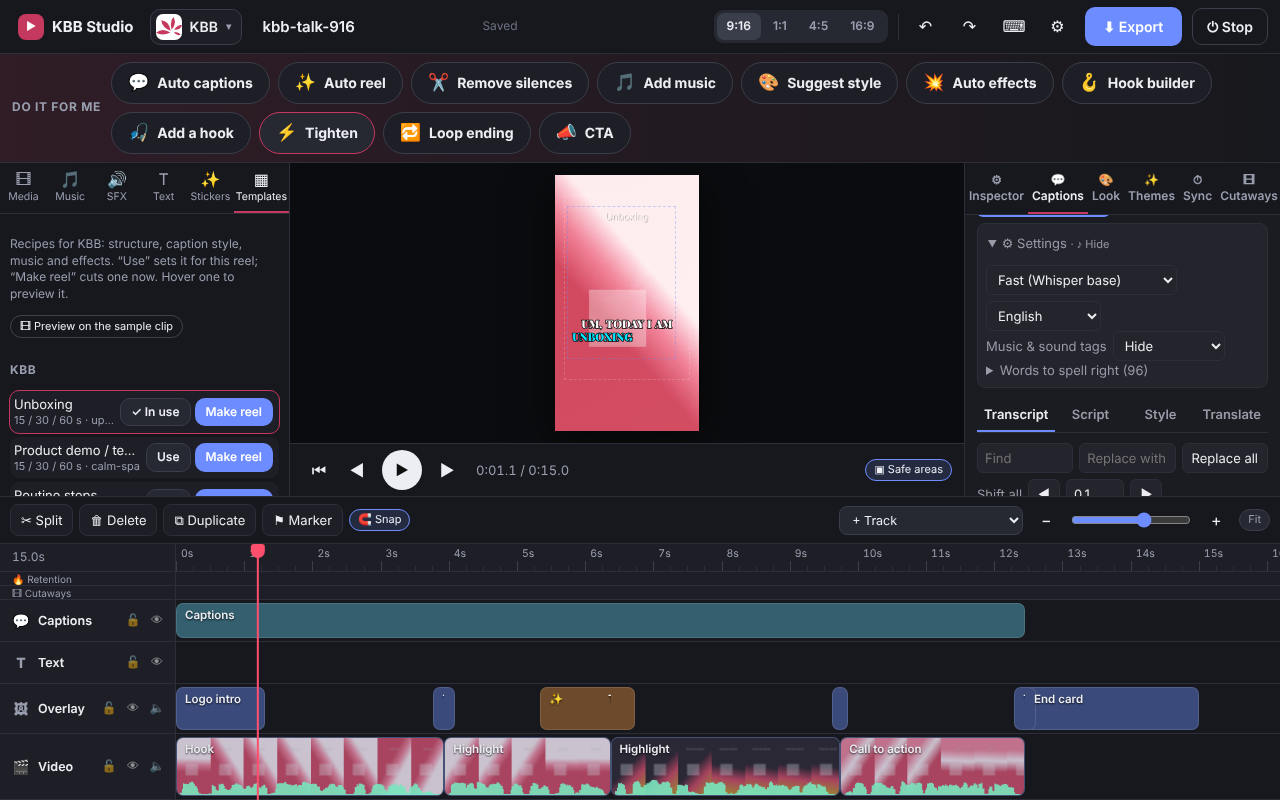 KBB Studio
KBB
kbb-talk-916
Saved
9:16 1:1 4:5 16:9
Export
Stop
DO IT FOR ME
Auto captions
Auto reel
Remove silences
Add music
Suggest style
Auto effects
Hook builder
Add a hook
Tighten
Loop ending
CTA
Media
Music
SFX
Text
Stickers
Templates
Recipes for KBB: structure, caption style,
music and effects. “Use” sets it for this reel;
“Make reel” cuts one now. Hover one to
preview it.
Preview on the sample clip
KBB
Unboxing
15 / 30 / 60 s · up...
✓ In use
Make reel
Product demo / te...
15 / 30 / 60 s · calm-spa
Use
Make reel
Routine steps
Unboxing
UM, TODAY I AM
UNBOXING
0:01.1 / 0:15.0
Safe areas
Inspector
Captions
Look
Themes
Sync
Cutaways
Settings · ♪ Hide
Fast (Whisper base)
English
Music & sound tags
Hide
Words to spell right (96)
Transcript
Script
Style
Translate
Find
Replace with
Replace all
Shift all
0.1
Split
Delete
Duplicate
Marker
Snap
+ Track
− +
Fit
15.0s
0s 2s 3s 4s 5s 6s 7s 8s 9s 10s 11s 12s 13s 14s 15s
Retention
Cutaways
Captions
Captions
T Text
Overlay
Logo intro
End card
Video
Hook
Highlight
Highlight
Call to action